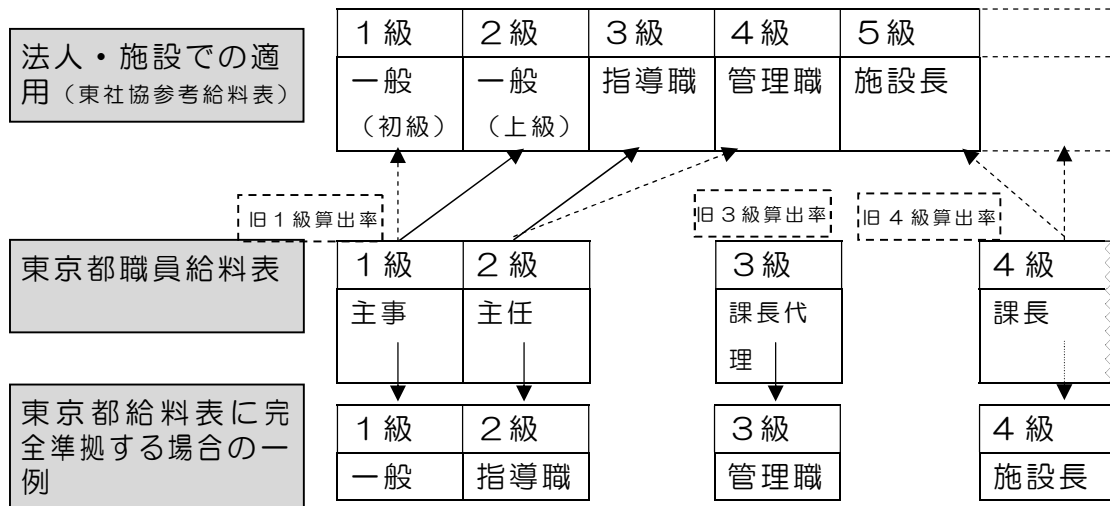 法人・施設での適
用（東社協参考給料表）
１級 ２級 ３級 ４級 ５級
一般 一般 指導職 管理職 施設長
（初級） （上級）
旧１級算出率 旧３級算出率 旧４級算出率
東京都職員給料表
１級 ２級 ３級 ４級
主事 主任 課長代 課長
理
東京都給料表に完
全準拠する場合の一
例
１級 ２級 ３級 ４級
一般 指導職 管理職 施設長